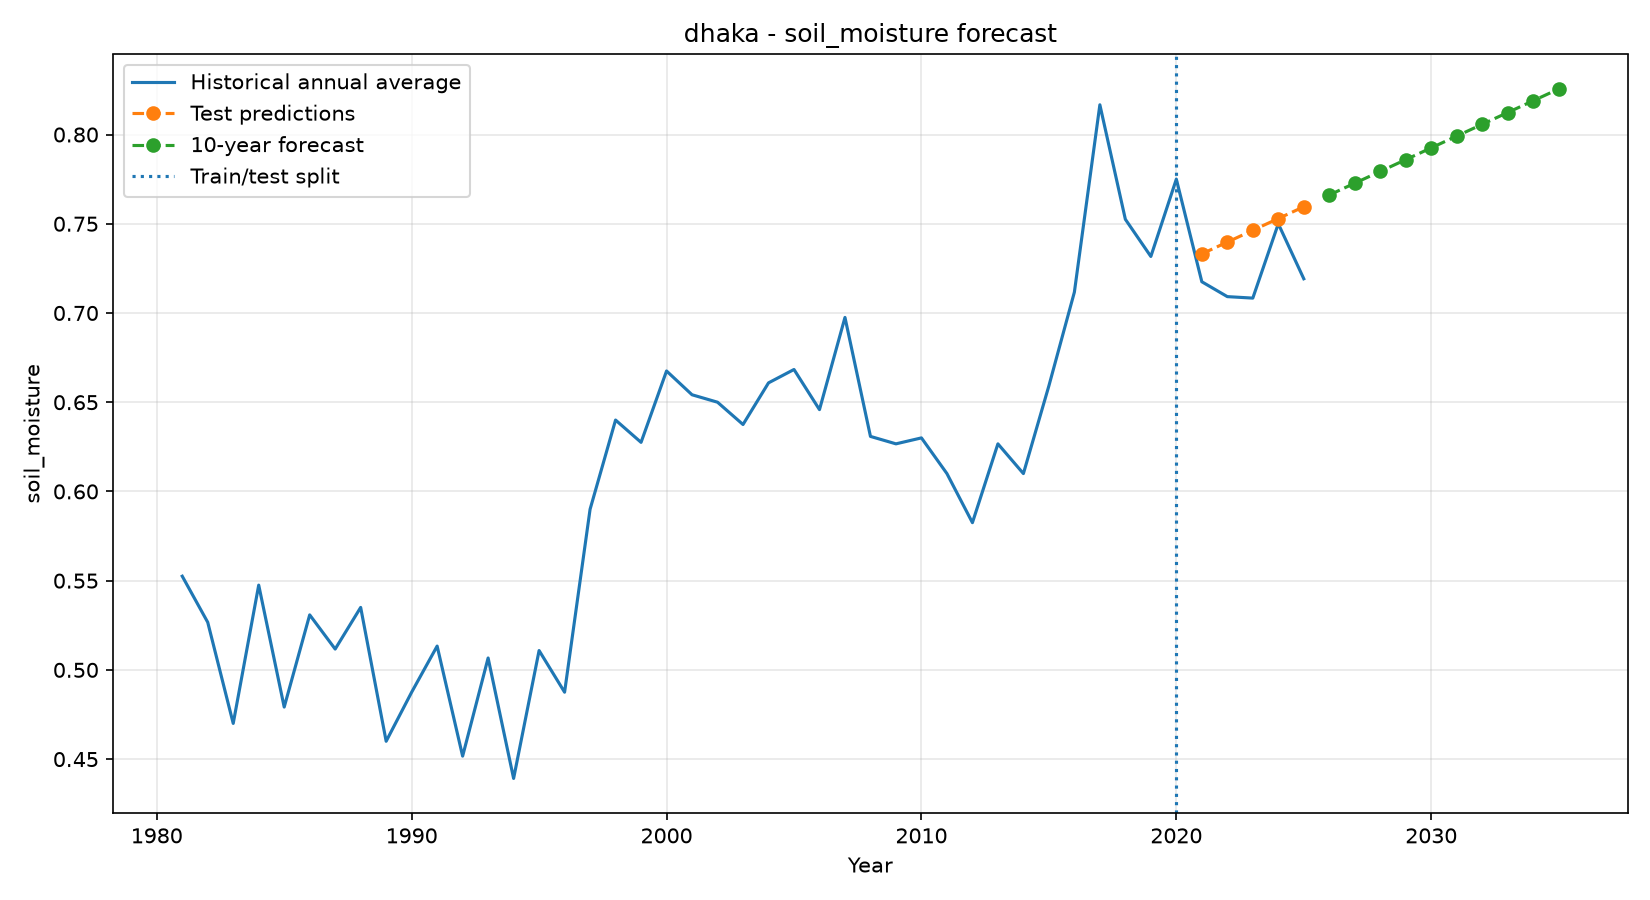 dhaka - soil_moisture forecast
Historical annual average
Test predictions
10-year forecast
Train/test split
soil_moisture
0.80
0.75
0.70
0.65
0.60
0.55
0.50
0.45
1980 1990 2000 2010 2020 2030
Year